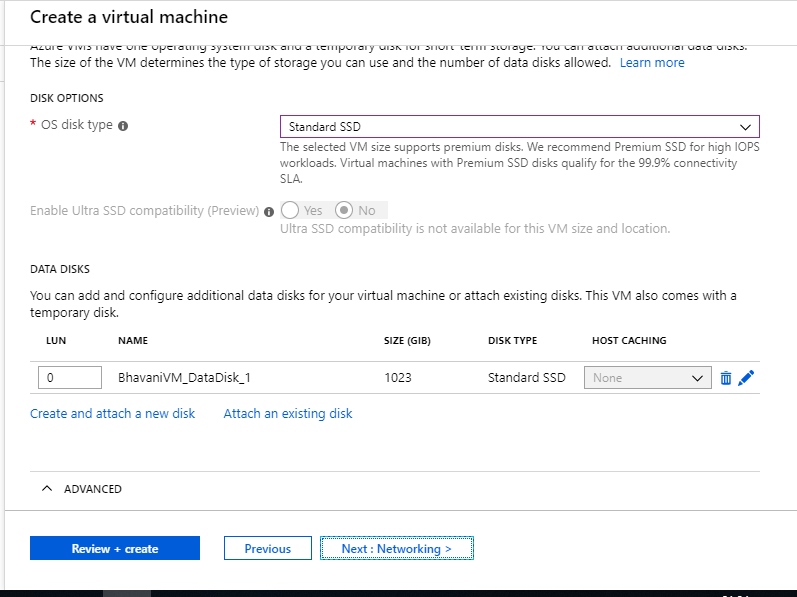 Create a virtual machine
Azure VMs have one operating system disk and a temporary disk for short-term storage. You can attach additional data disks.
The size of the VM determines the type of storage you can use and the number of data disks allowed. Learn more
DISK OPTIONS
* OS disk type
Standard SSD
The selected VM size supports premium disks. We recommend Premium SSD for high IOPS
workloads. Virtual machines with Premium SSD disks qualify for the 99.9% connectivity
SLA.
Enable Ultra SSD compatibility (Preview) Yes No
Ultra SSD compatibility is not available for this VM size and location.
DATA DISKS
You can add and configure additional data disks for your virtual machine or attach existing disks. This VM also comes with a
temporary disk.
LUN NAME SIZE (GIB) DISK TYPE HOST CACHING
0 BhavaniVM_DataDisk_1 1023 Standard SSD None
Create and attach a new disk Attach an existing disk
ADVANCED
Review + create Previous Next : Networking >